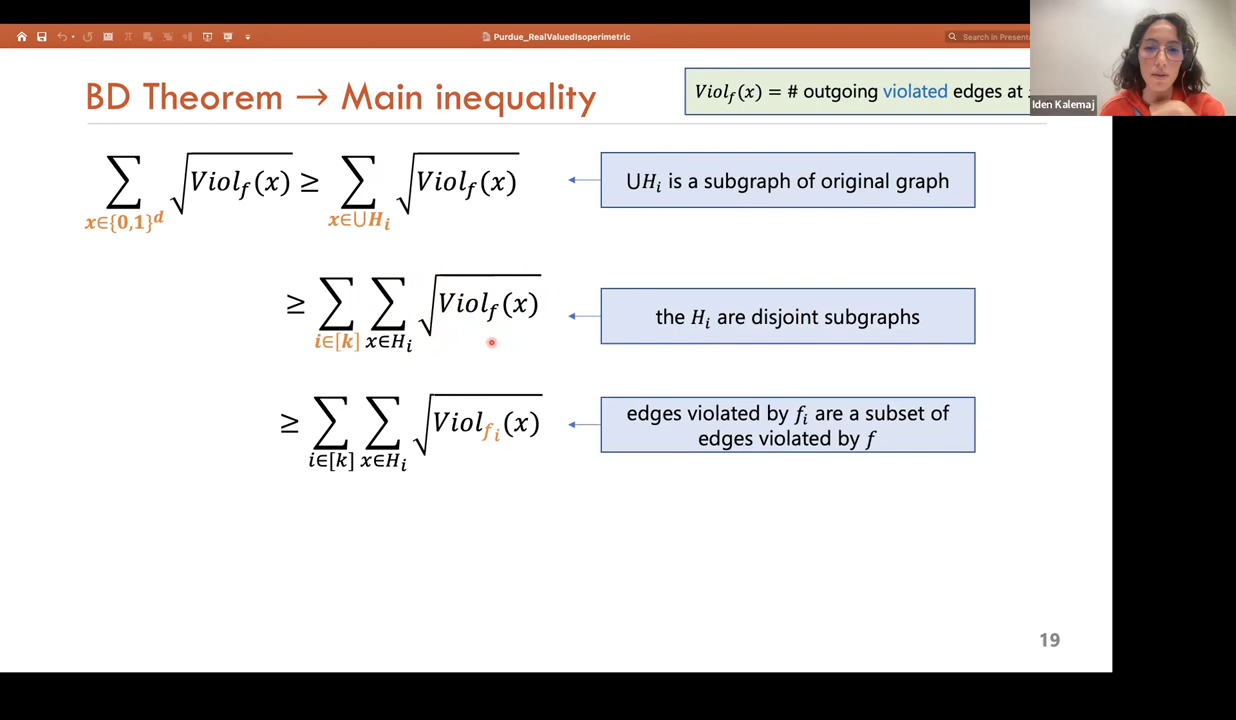 Purdue_RealValuedIsoperimetric
Search in Presenta
Iden Kalemaj
BD Theorem → Main inequality
Viol_f(x) = # outgoing violated edges at
∑_{x∈{0,1}^d} √Viol_f(x) ≥ ∑_{x∈⋃H_i} √Viol_f(x)
∪H_i is a subgraph of original graph
≥ ∑_{i∈[k]} ∑_{x∈H_i} √Viol_f(x)
the H_i are disjoint subgraphs
≥ ∑_{i∈[k]} ∑_{x∈H_i} √Viol_{f_i}(x)
edges violated by f_i are a subset of
edges violated by f
19